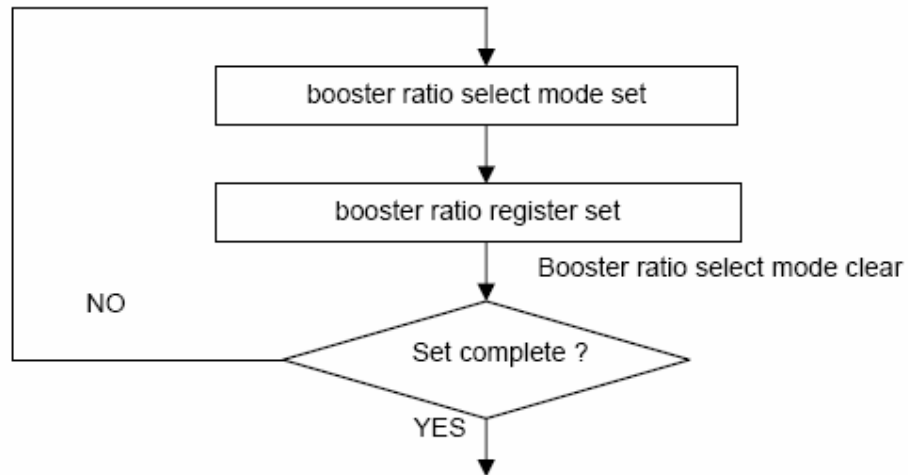 booster ratio select mode set
booster ratio register set
Booster ratio select mode clear
NO
Set complete ?
YES